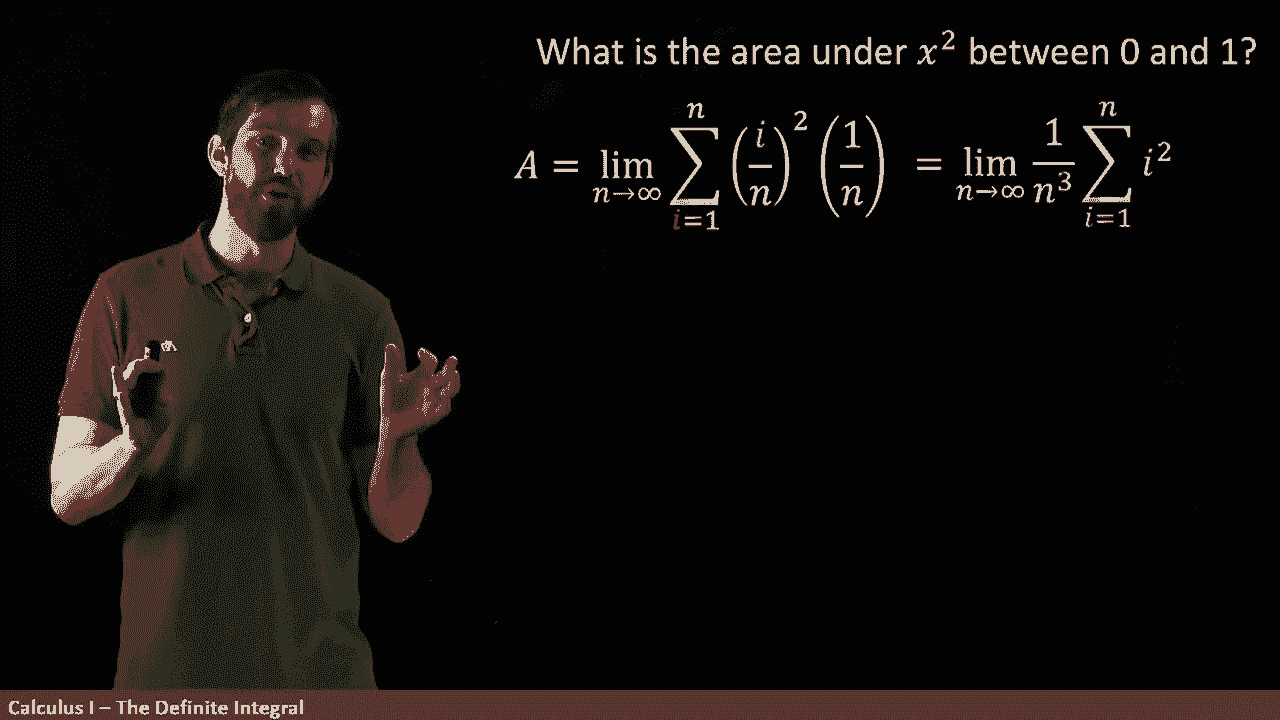 What is the area under $x^2$ between 0 and 1?
$A = \lim_{n \to \infty} \sum_{i=1}^{n} \left(\frac{i}{n}\right)^2 \left(\frac{1}{n}\right) = \lim_{n \to \infty} \frac{1}{n^3} \sum_{i=1}^{n} i^2$
Calculus I – The Definite Integral